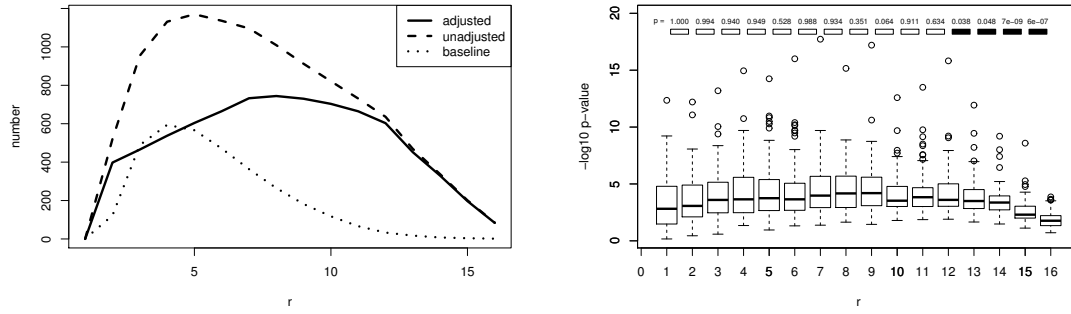 adjusted
unadjusted
baseline
number
0 200 400 600 800 1000
5 10 15
r
p = 1.000 0.994 0.940 0.949 0.528 0.988 0.934 0.351 0.064 0.911 0.634 0.038 0.048 7e-09 6e-07
−log10 p−value
0 5 10 15 20
0 1 2 3 4 5 6 7 8 9 10 11 12 13 14 15 16
r